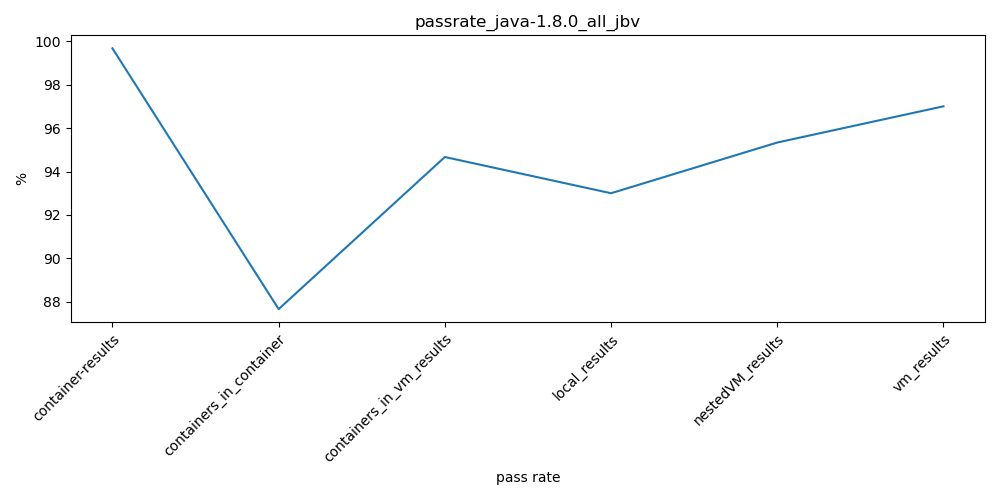 passrate_java-1.8.0_all_jbv
100
98
96
94
92
90
88
%
container-results
containers_in_container
containers_in_vm_results
local_results
nestedVM_results
vm_results
pass rate